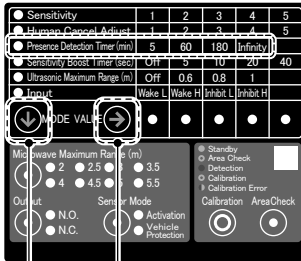 Sensitivity 1 2 3 4 5
Human Cancel Adjust 1 2 3 4 5
Presence Detection Timer (min) 5 60 180 Infinity
Sensitivity Boost Timer (sec) Off 5 10 20 40
Ultrasonic Maximum Range (m) Off 0.6 0.8 1
Input Wake L Wake H Inhibit L Inhibit H
MODE VALUE
Microwave Maximum Range (m)
2 2.5 3 3.5
4 4.5 5 5.5
Output Sensor Mode
N.O. Activation
N.C. Vehicle Protection
Standby
Area Check
Detection
Calibration
Calibration Error
Calibration AreaCheck